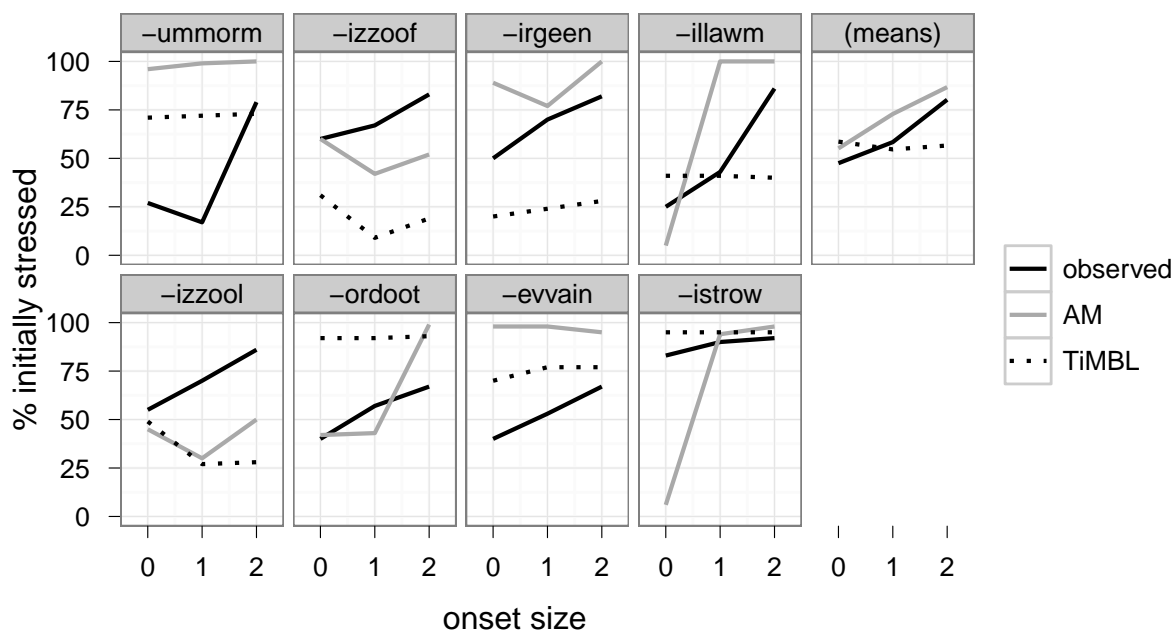 –ummorm –izzoof –irgeen –illawm (means)
100
75
50
25
0
% initially stressed
–izzool –ordoot –evvain –istrow
100
75
50
25
0
0 1 2 0 1 2 0 1 2 0 1 2 0 1 2
onset size
observed
AM
TiMBL